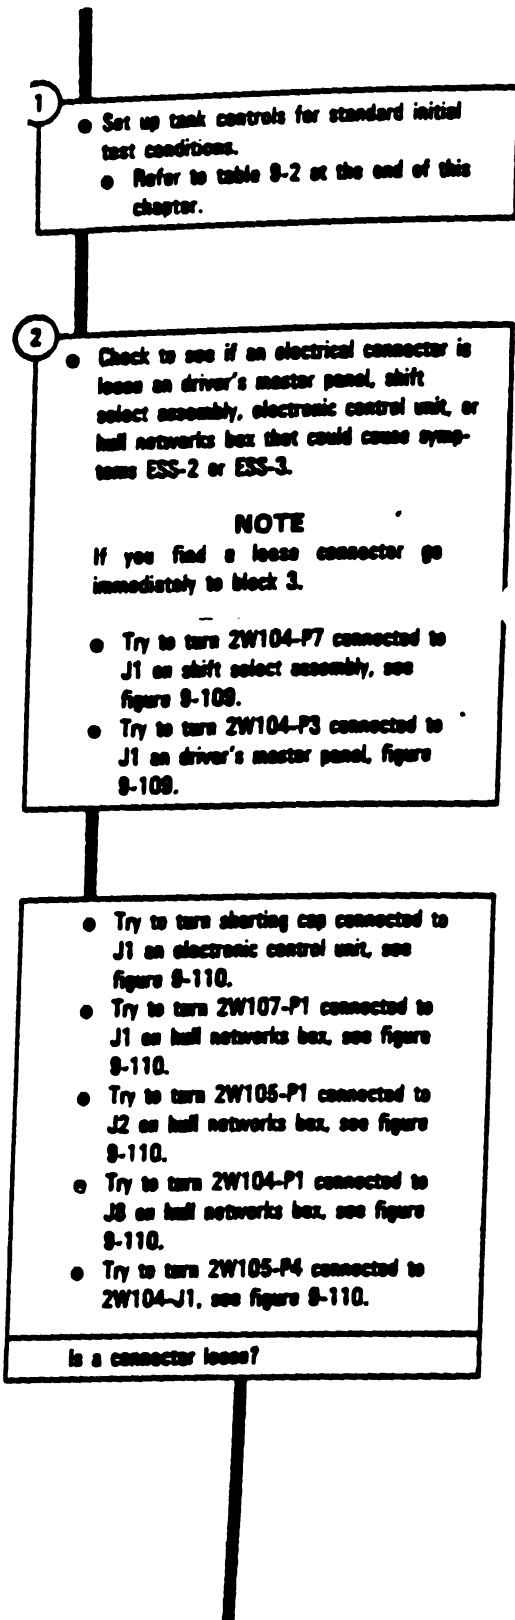 1
● Set up tank controls for standard initial
test conditions.
● Refer to table 9-2 at the end of this
chapter.
2
● Check to see if an electrical connector is
loose on driver's master panel, shift
select assembly, electronic control unit, or
hull networks box that could cause symp-
toms ESS-2 or ESS-3.
NOTE
If you find a loose connector go
immediately to block 3.
● Try to turn 2W104-P7 connected to
J1 on shift select assembly, see
figure 9-109.
● Try to turn 2W104-P3 connected to
J1 on driver's master panel, figure
9-109.
● Try to turn shorting cap connected to
J1 on electronic control unit, see
figure 9-110.
● Try to turn 2W107-P1 connected to
J1 on hull networks box, see figure
9-110.
● Try to turn 2W105-P1 connected to
J2 on hull networks box, see figure
9-110.
● Try to turn 2W104-P1 connected to
J8 on hull networks box, see figure
9-110.
● Try to turn 2W105-P4 connected to
2W104-J1, see figure 9-110.
Is a connector loose?